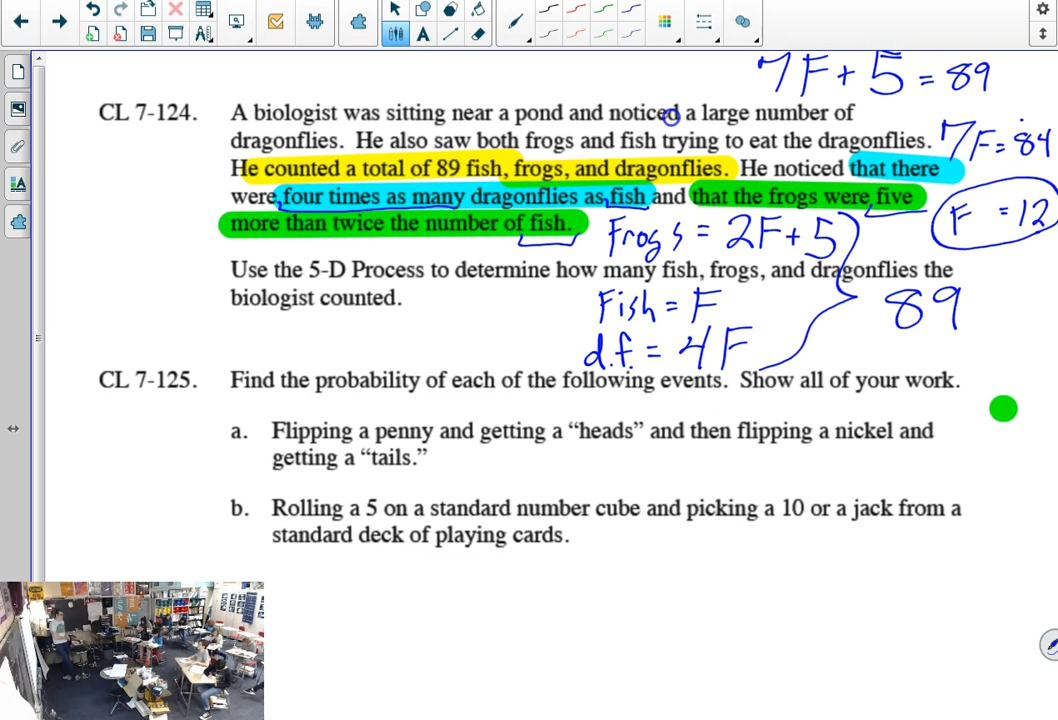 7F + 5 = 89
CL 7-124. A biologist was sitting near a pond and noticed a large number of
dragonflies. He also saw both frogs and fish trying to eat the dragonflies.
7F = 84
He counted a total of 89 fish, frogs, and dragonflies. He noticed that there
were four times as many dragonflies as fish and that the frogs were five
F = 12
more than twice the number of fish.
Frogs = 2F + 5
Use the 5-D Process to determine how many fish, frogs, and dragonflies the
biologist counted.
Fish = F
89
d.f. = 4F
CL 7-125. Find the probability of each of the following events. Show all of your work.
a. Flipping a penny and getting a “heads” and then flipping a nickel and
getting a “tails.”
b. Rolling a 5 on a standard number cube and picking a 10 or a jack from a
standard deck of playing cards.